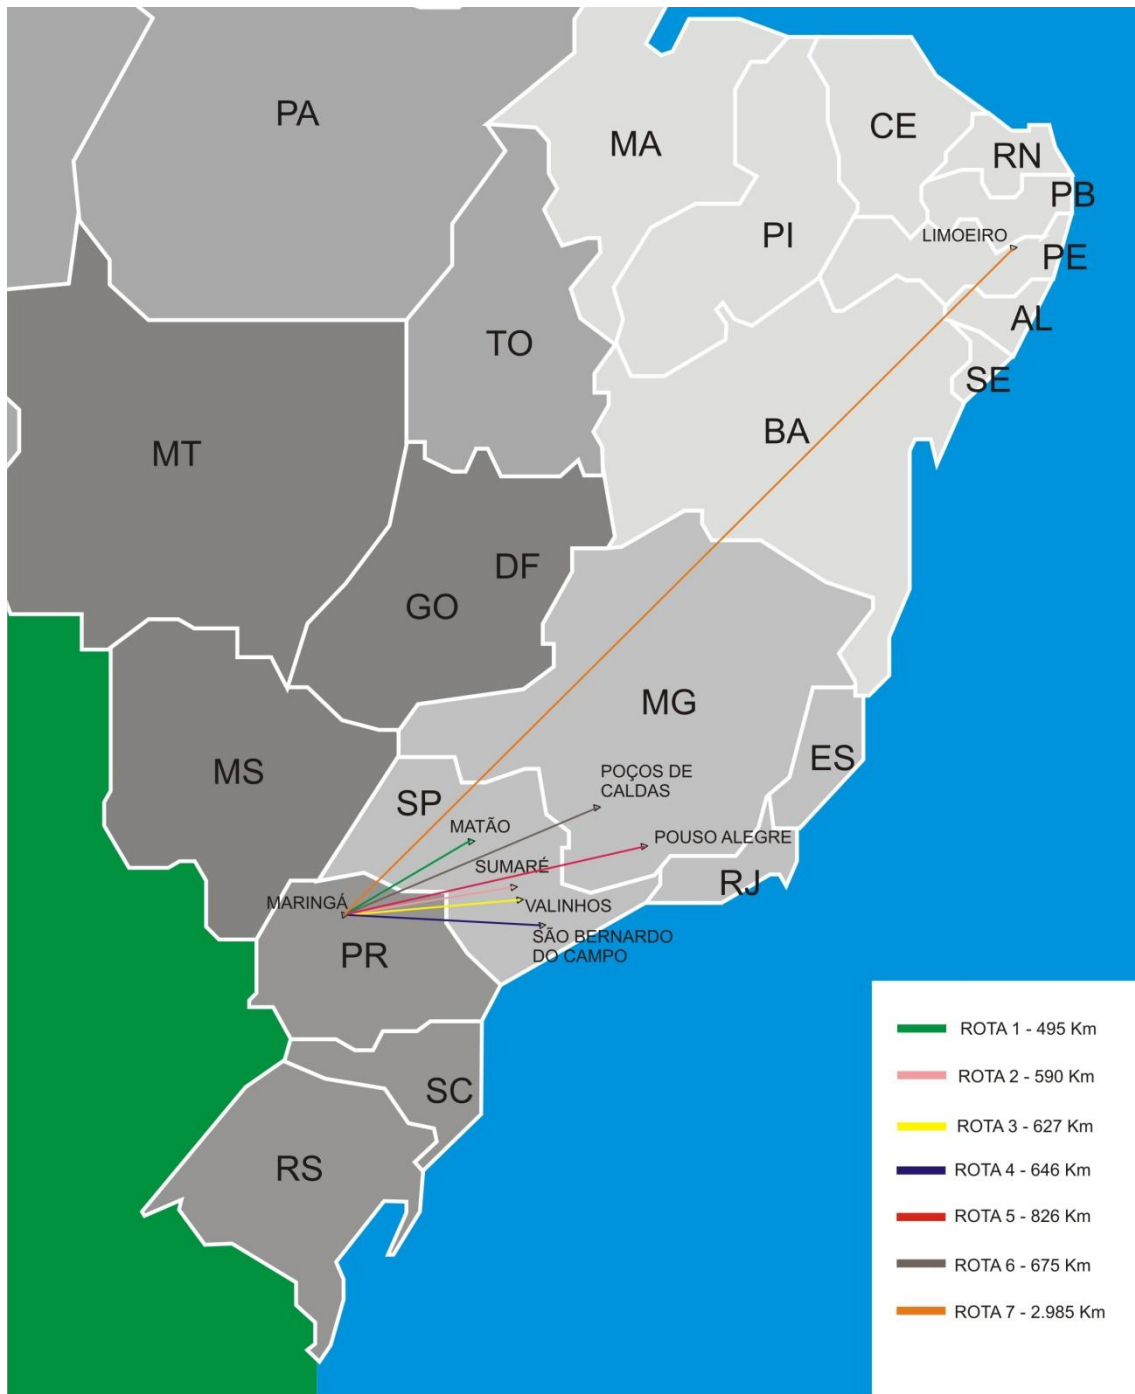 PA
MA
CE
RN
PB
PI
LIMOEIRO
PE
AL
TO
SE
BA
MT
DF
GO
MG
MS
ES
POÇOS DE
CALDAS
SP
MATÃO
POUSO ALEGRE
SUMARÉ
RJ
MARINGÁ
VALINHOS
SÃO BERNARDO
DO CAMPO
PR
SC
RS
ROTA 1 - 495 Km
ROTA 2 - 590 Km
ROTA 3 - 627 Km
ROTA 4 - 646 Km
ROTA 5 - 826 Km
ROTA 6 - 675 Km
ROTA 7 - 2.985 Km